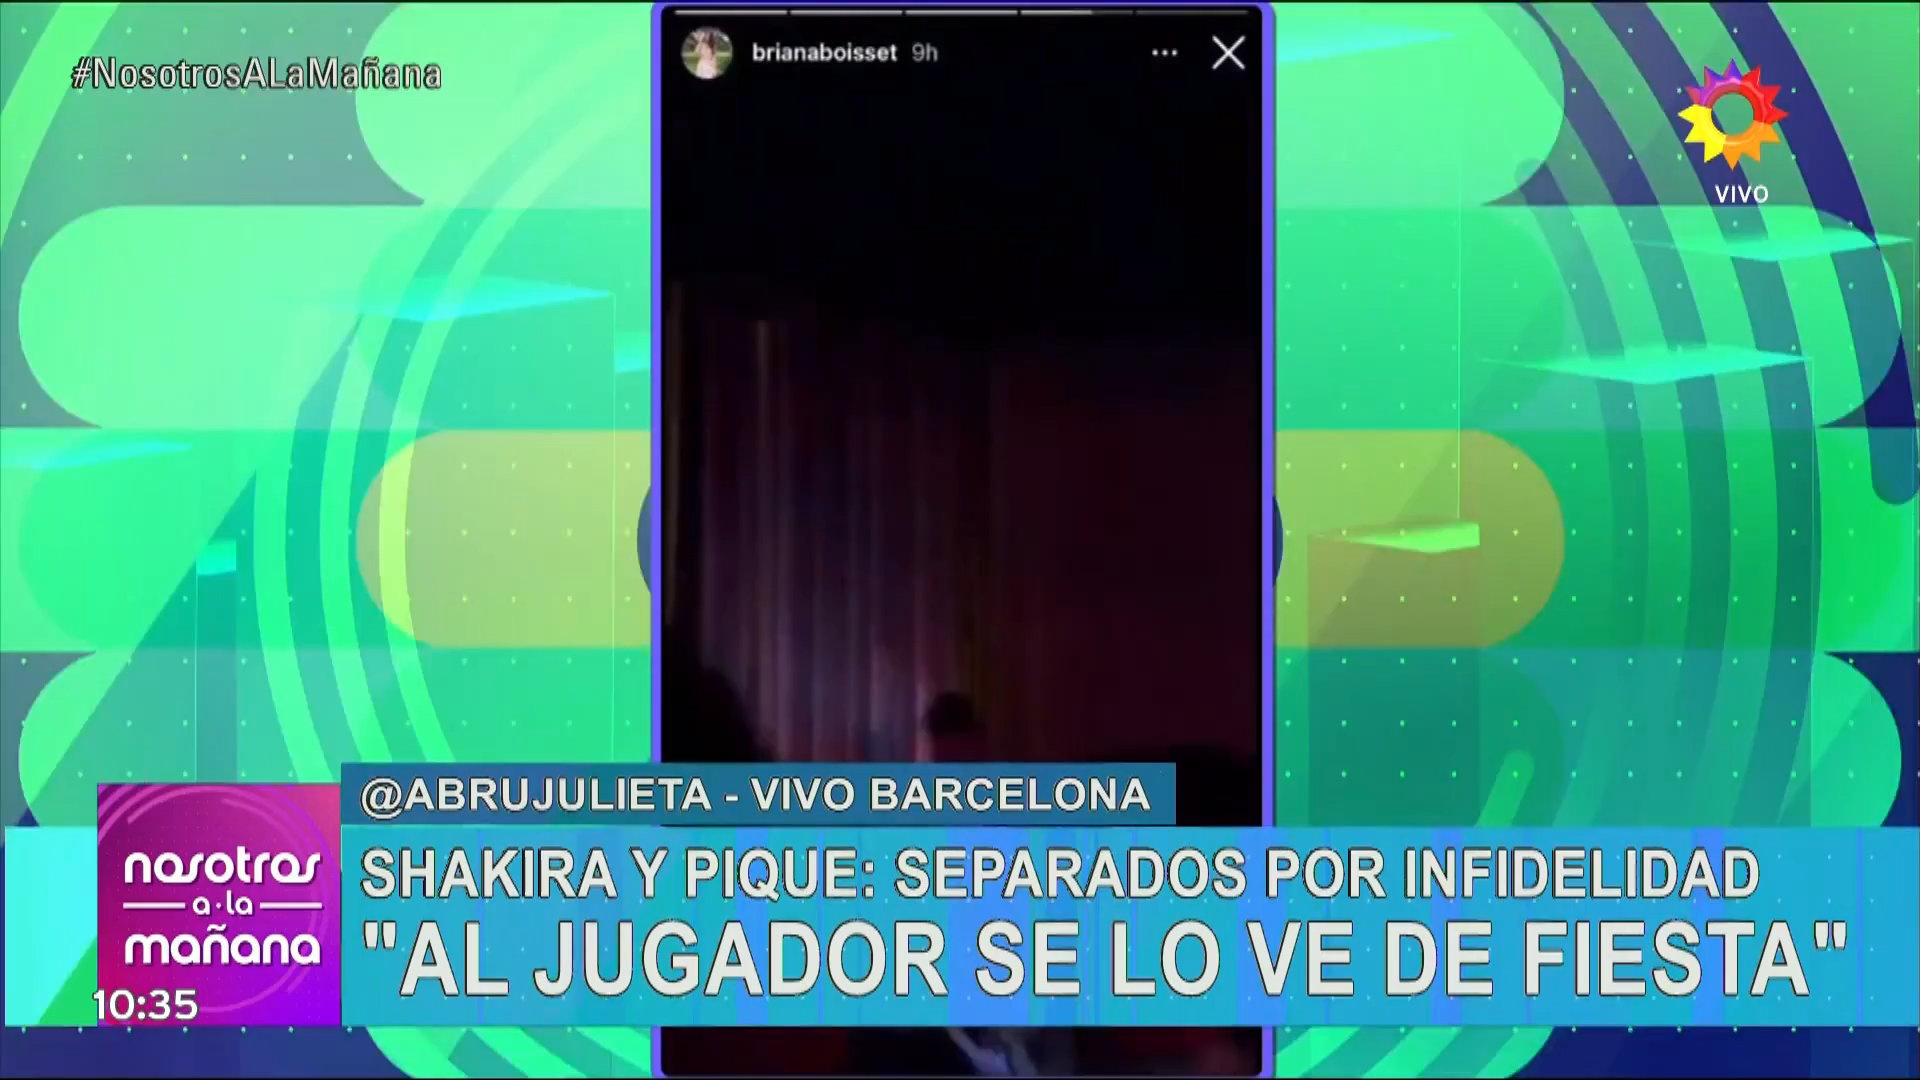 #NosotrosALaMañana
brianaboisset 9h
VIVO
@ABRUJULIETA - VIVO BARCELONA
SHAKIRA Y PIQUE: SEPARADOS POR INFIDELIDAD
"AL JUGADOR SE LO VE DE FIESTA"
nosotros
a·la
mañana
10:35